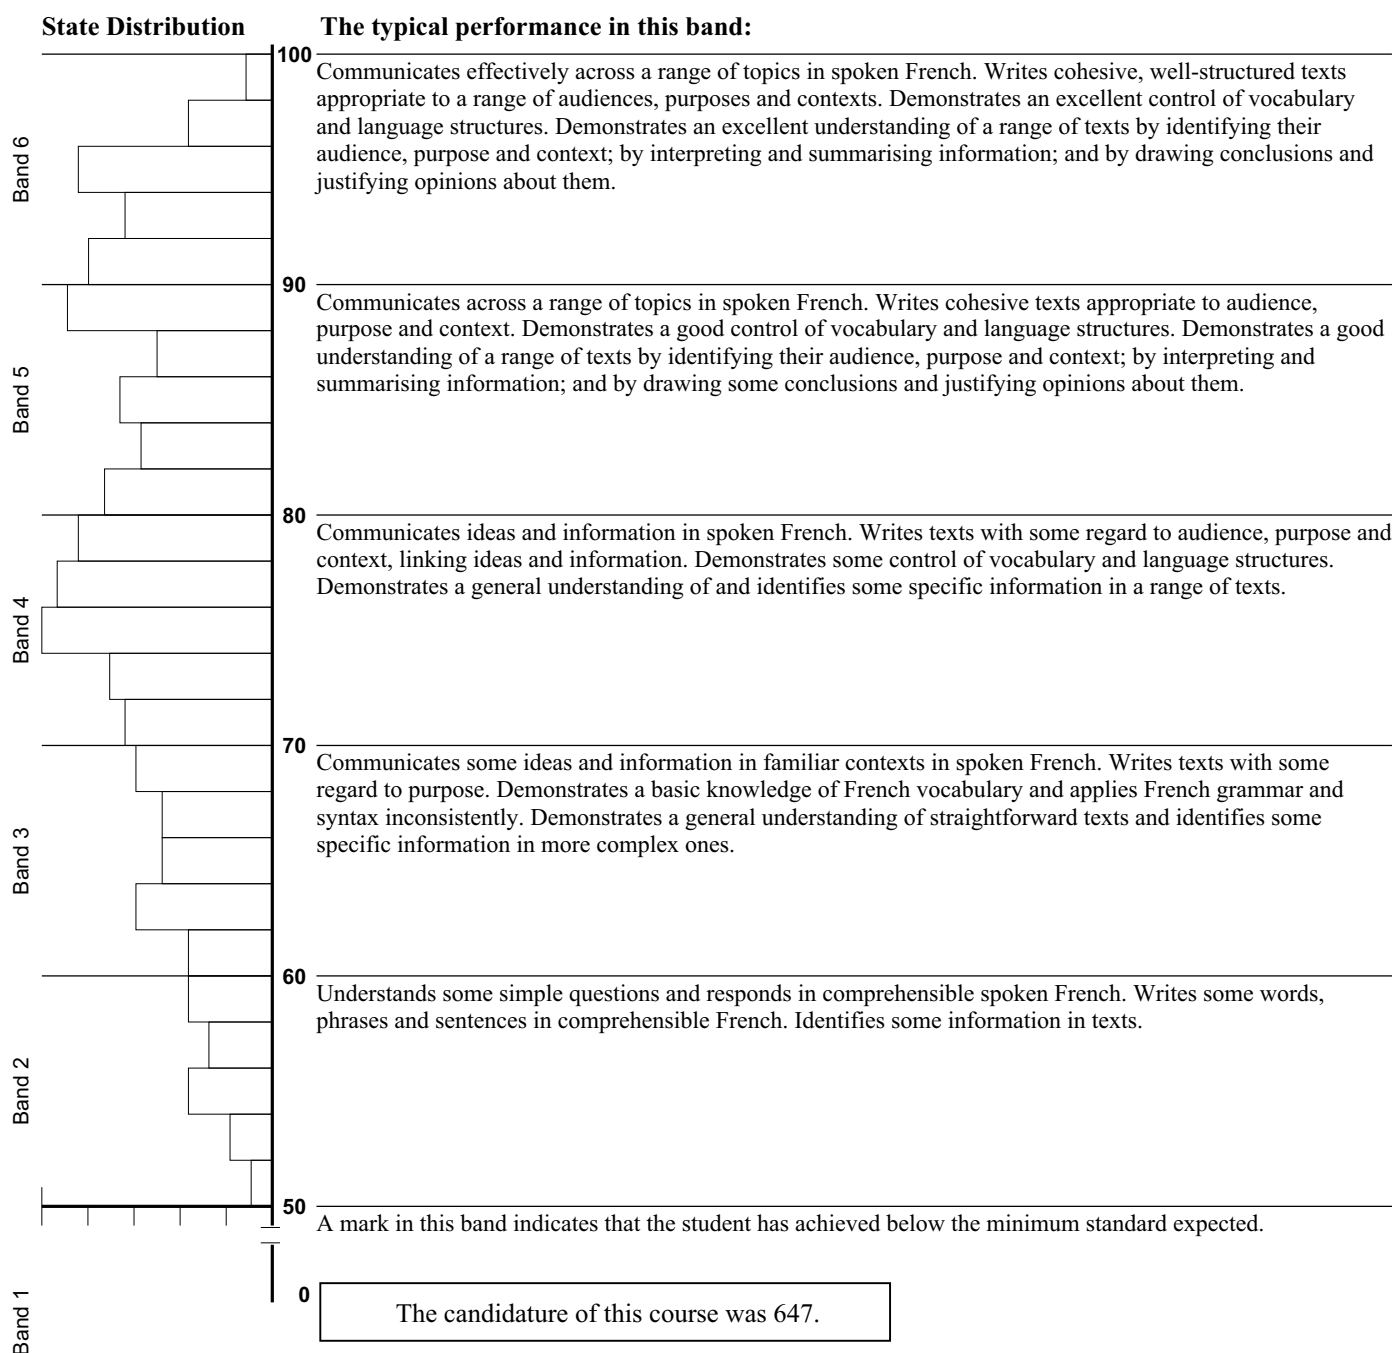 State Distribution
The typical performance in this band:
100
Communicates effectively across a range of topics in spoken French. Writes cohesive, well-structured texts
appropriate to a range of audiences, purposes and contexts. Demonstrates an excellent control of vocabulary
and language structures. Demonstrates an excellent understanding of a range of texts by identifying their
audience, purpose and context; by interpreting and summarising information; and by drawing conclusions and
justifying opinions about them.
Band 6
90
Communicates across a range of topics in spoken French. Writes cohesive texts appropriate to audience,
purpose and context. Demonstrates a good control of vocabulary and language structures. Demonstrates a good
understanding of a range of texts by identifying their audience, purpose and context; by interpreting and
summarising information; and by drawing some conclusions and justifying opinions about them.
Band 5
80
Communicates ideas and information in spoken French. Writes texts with some regard to audience, purpose and
context, linking ideas and information. Demonstrates some control of vocabulary and language structures.
Demonstrates a general understanding of and identifies some specific information in a range of texts.
Band 4
70
Communicates some ideas and information in familiar contexts in spoken French. Writes texts with some
regard to purpose. Demonstrates a basic knowledge of French vocabulary and applies French grammar and
syntax inconsistently. Demonstrates a general understanding of straightforward texts and identifies some
specific information in more complex ones.
Band 3
60
Understands some simple questions and responds in comprehensible spoken French. Writes some words,
phrases and sentences in comprehensible French. Identifies some information in texts.
Band 2
50
A mark in this band indicates that the student has achieved below the minimum standard expected.
Band 1
0
The candidature of this course was 647.